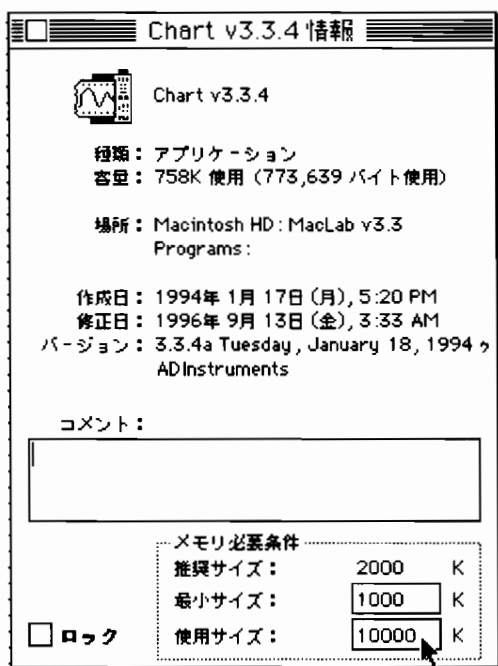 Chart v3.3.4 情報
Chart v3.3.4
種類：アプリケーション
容量：758K 使用（773,639 バイト使用）
場所：Macintosh HD：MacLab v3.3
Programs：
作成日：1994年 1月 17日（月）, 5:20 PM
修正日：1996年 9月 13日（金）, 3:33 AM
バージョン：3.3.4a Tuesday, January 18, 1994 ゥ
ADInstruments
コメント：
メモリ必要条件
推奨サイズ： 2000 K
最小サイズ： 1000 K
ロック
使用サイズ： 10000 K